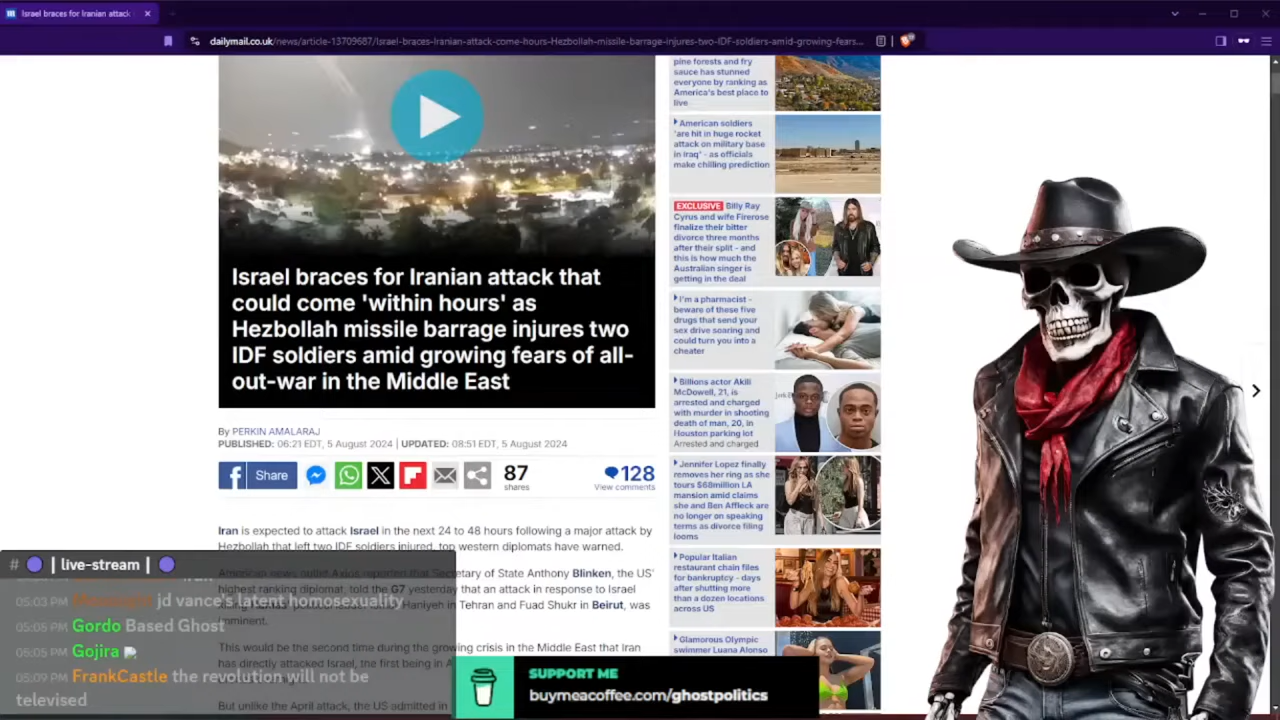 Israel braces for Iranian attack
dailymail.co.uk/news/article-13709687/Israel-braces-Iranian-attack-come-hours-Hezbollah-missile-barrage-injures-two-IDF-soldiers-amid-growing-fears...
Israel braces for Iranian attack that
could come 'within hours' as
Hezbollah missile barrage injures two
IDF soldiers amid growing fears of all-
out-war in the Middle East
By PERKIN AMALARAJ
PUBLISHED: 06:21 EDT, 5 August 2024 | UPDATED: 08:51 EDT, 5 August 2024
Share
87
shares
128
View comments
Iran is expected to attack Israel in the next 24 to 48 hours following a major attack by
Hezbollah that left two IDF soldiers injured, top western diplomats have warned.
American news outlet Axios reported that Secretary of State Anthony Blinken, the US'
highest ranking diplomat, told the G7 yesterday that an attack in response to Israel
Haniyeh in Tehran and Fuad Shukr in Beirut, was
imminent.
This would be the second time during the growing crisis in the Middle East that Iran
has directly attacked Israel, the first being in A
But unlike the April attack, the US admitted in
pine forests and fry
sauce has stunned
everyone by ranking as
America's best place to
live
American soldiers
'are hit in huge rocket
attack on military base
in Iraq' - as officials
make chilling prediction
EXCLUSIVE Billy Ray
Cyrus and wife Firerose
finalize their bitter
divorce three months
after their split - and
this is how much the
Australian singer is
getting in the deal
I'm a pharmacist -
beware of these five
drugs that send your
sex drive soaring and
could turn you into a
cheater
Billions actor Akili
McDowell, 21, is
arrested and charged
with murder in shooting
death of man, 20, in
Houston parking lot
Arrested and charged
Jennifer Lopez finally
removes her ring as she
tours $68million LA
mansion amid claims
she and Ben Affleck are
no longer on speaking
terms as divorce filing
looms
Popular Italian
restaurant chain files
for bankruptcy - days
after shutting more
than a dozen locations
across US
Glamorous Olympic
swimmer Luana Alonso
# | live-stream |
05:03 PM jd vance's latent homosexuality
05:05 PM Gordo Based Ghost
05:05 PM Gojira
05:09 PM FrankCastle the revolution will not be
televised
SUPPORT ME
buymeacoffee.com/ghostpolitics